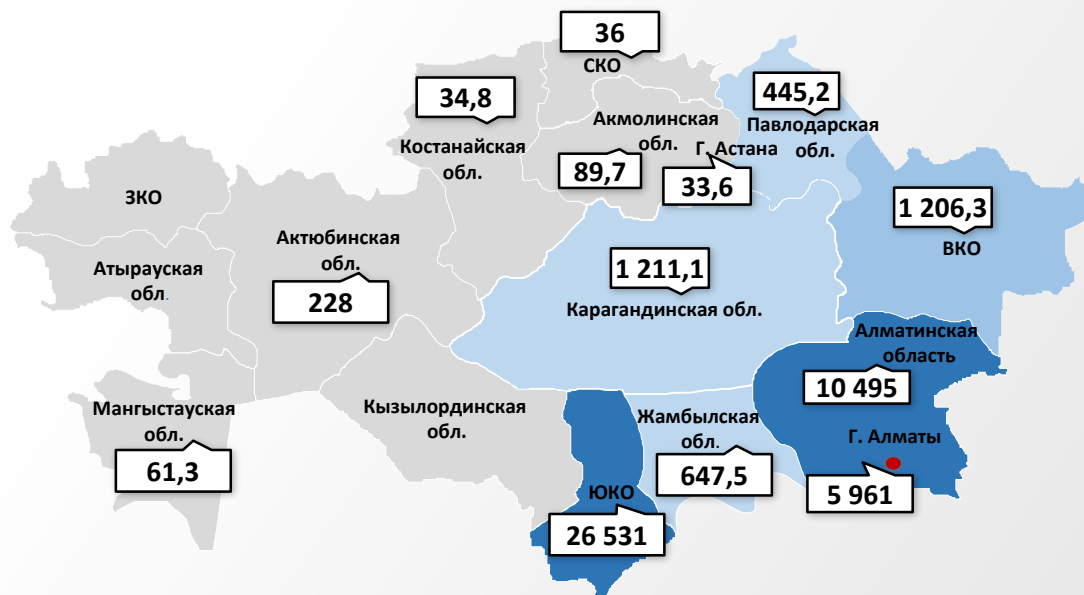 36
СКО
34,8
Костанайская
обл.
Акмолинская
обл.
89,7
Г. Астана
33,6
445,2
Павлодарская
обл.
1 206,3
ВКО
ЗКО
Атырауская
обл.
Актюбинская
обл.
228
1 211,1
Карагандинская обл.
Алматинская
область
10 495
Г. Алматы
5 961
Мангыстауская
обл.
61,3
Кызылординская
обл.
Жамбылская
обл.
647,5
ЮКО
26 531